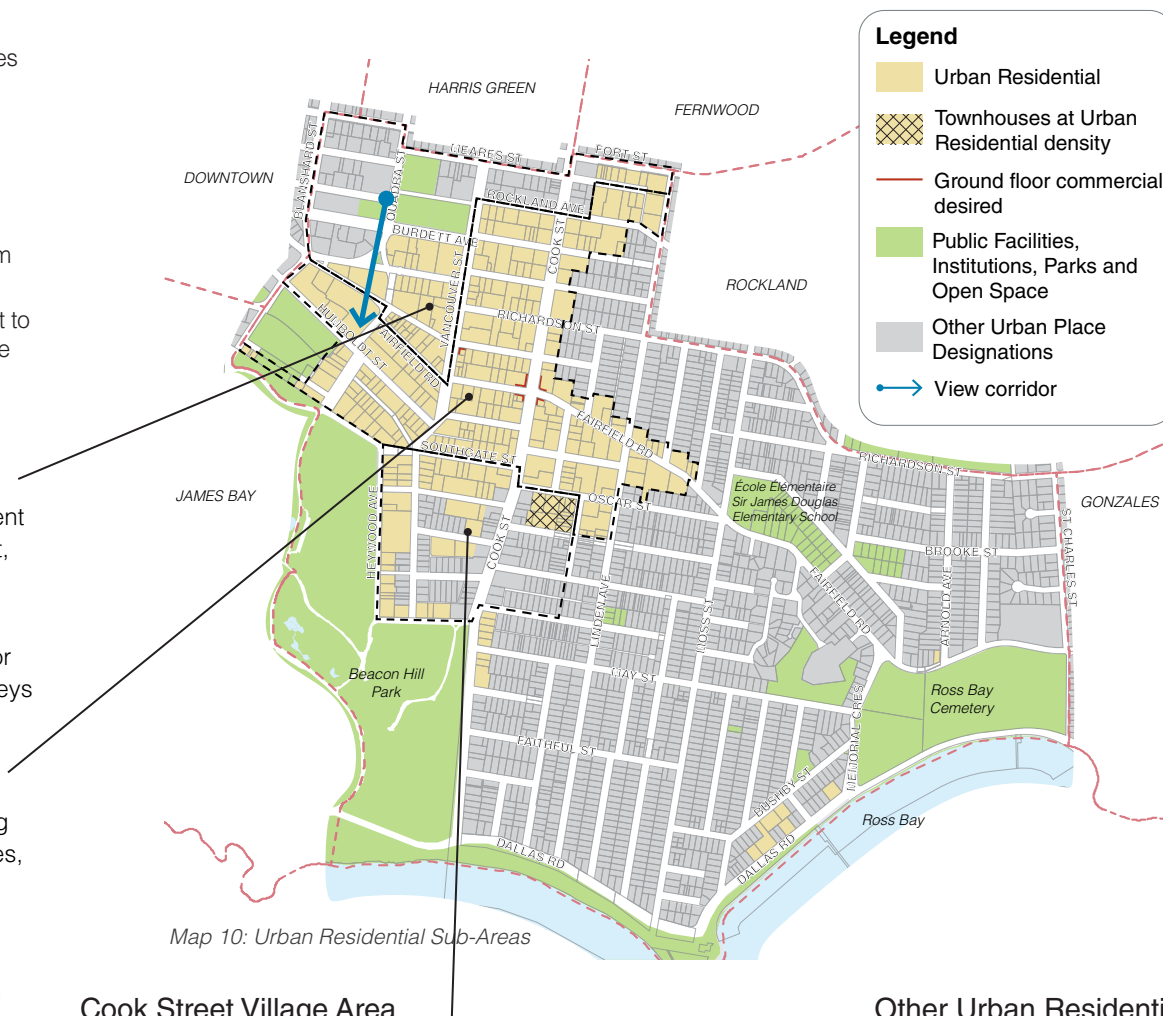 es
m
t to
e
ent
t,
or
eys
g
es,
HARRIS GREEN
FERNWOOD
DOWNTOWN
ROCKLAND
JAMES BAY
GONZALES
BLANSHARD ST
QUADRA ST
MEARES ST
FORT ST
ROCKLAND AVE
BURDETT AVE
VANCOUVER ST
COOK ST
RICHARDSON ST
HUMBOLDT ST
FAIRFIELD RD
FAIRFIELD RD
SOUTHGATE ST
OSCAR ST
HEYWOOD AVE
COOK ST
LINDEN AVE
MOSS ST
MAY ST
FAITHFUL ST
DALLAS RD
DALLAS RD
BUSHBY ST
MEMORIAL CRES
FAIRFIELD RD
ARNOLD AVE
BROOKE ST
RICHARDSON ST
ST CHARLES ST
École Élémentaire
Sir James Douglas
Elementary School
Beacon Hill
Park
Ross Bay
Cemetery
Ross Bay
Legend
Urban Residential
Townhouses at Urban
Residential density
Ground floor commercial
desired
Public Facilities,
Institutions, Parks and
Open Space
Other Urban Place
Designations
View corridor
Map 10: Urban Residential Sub-Areas
Cook Street Village Area
Other Urban Residenti